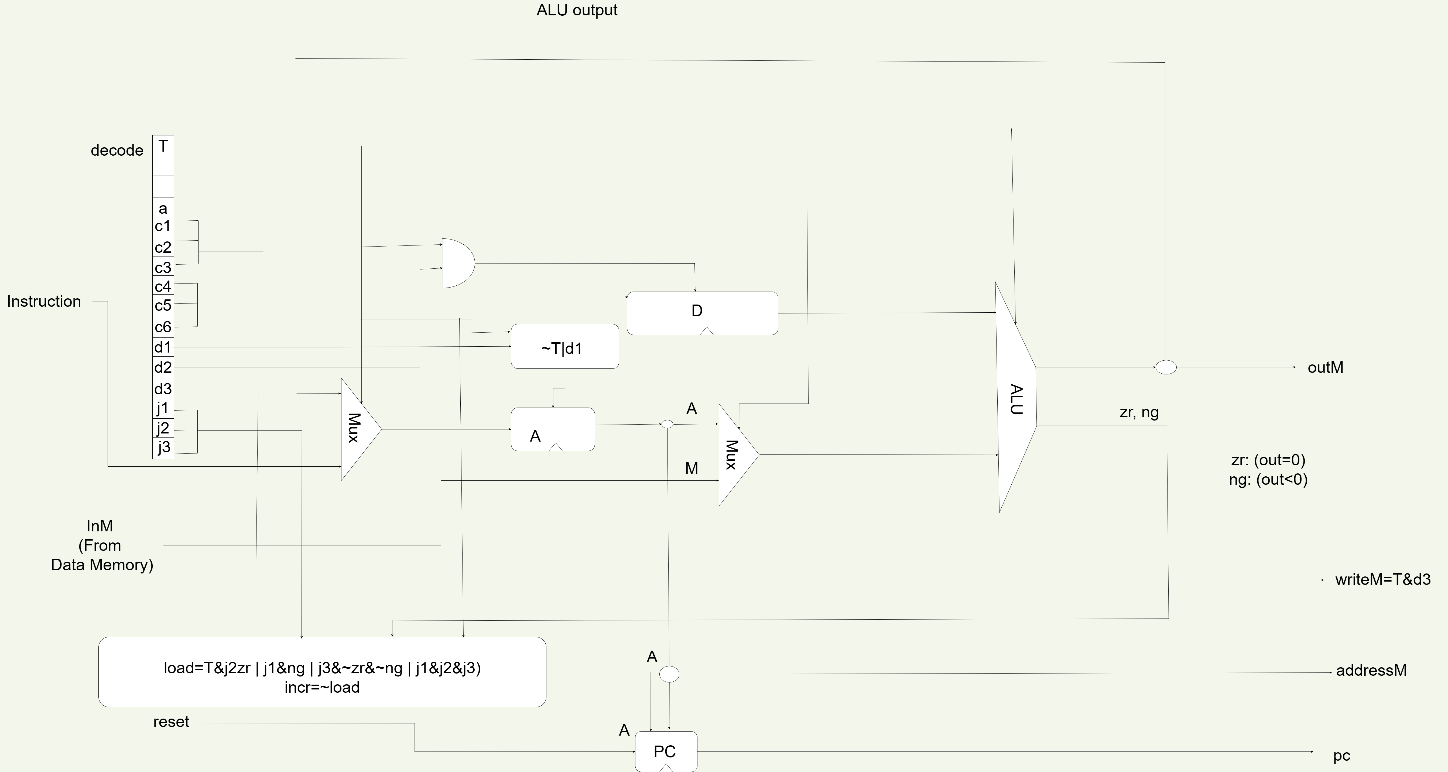 ALU output
decode
T
a
c1
c2
c3
c4
c5
c6
d1
d2
d3
j1
j2
j3
Instruction
Mux
D
~T|d1
A
A
M
Mux
ALU
outM
zr, ng
zr: (out=0)
ng: (out<0)
InM
(From
Data Memory)
writeM=T&d3
load=T&j2zr | j1&ng | j3&~zr&~ng | j1&j2&j3)
incr=~load
A
addressM
reset
A
PC
pc